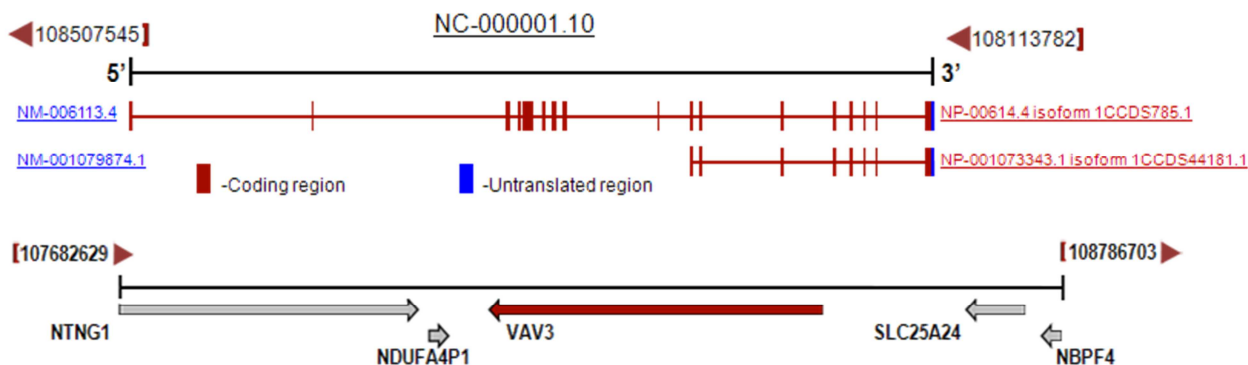 NC-000001.10
108507545]
108113782]
5’
3’
NM-006113.4
NP-00614.4 isoform 1CCDS785.1
NM-001079874.1
NP-001073343.1 isoform 1CCDS44181.1
-Coding region
-Untranslated region
[107682629
[108786703
NTNG1
NDUFA4P1
VAV3
SLC25A24
NBPF4